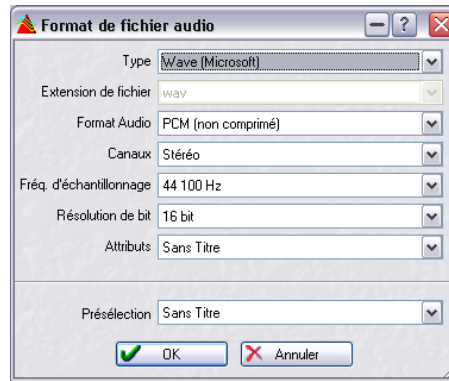 Format de fichier audio
Type Wave (Microsoft)
Extension de fichier wav
Format Audio PCM (non comprimé)
Canaux Stéréo
Fréq. d'échantillonnage 44 100 Hz
Résolution de bit 16 bit
Attributs Sans Titre
Présélection Sans Titre
OK Annuler